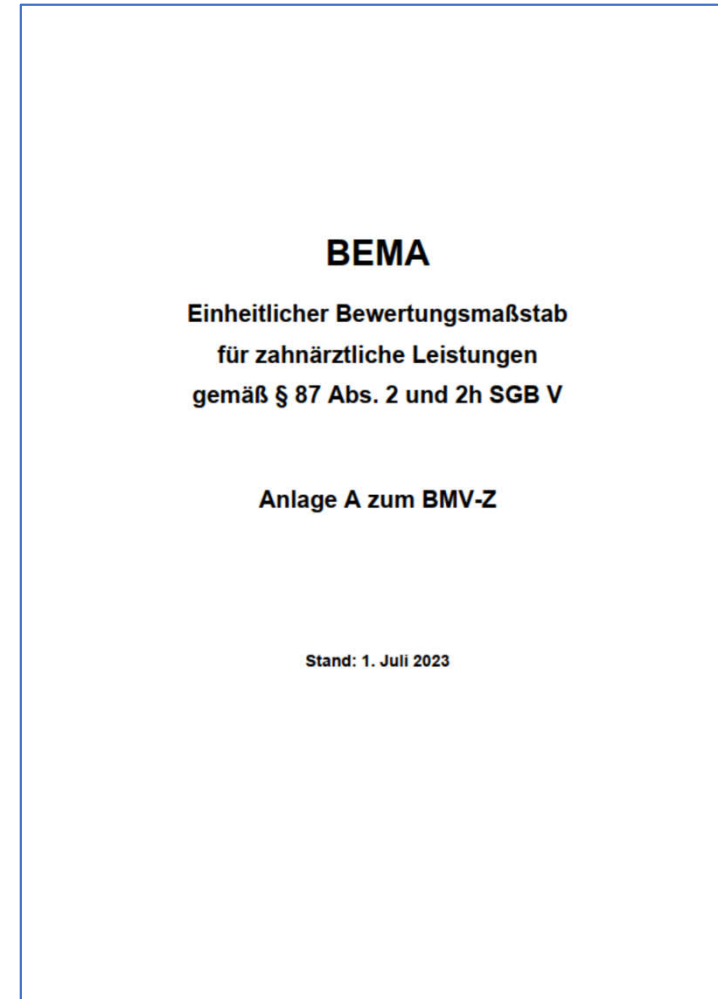 BEMA
Einheitlicher Bewertungsmaßstab
für zahnärztliche Leistungen
gemäß § 87 Abs. 2 und 2h SGB V
Anlage A zum BMV-Z
Stand: 1. Juli 2023